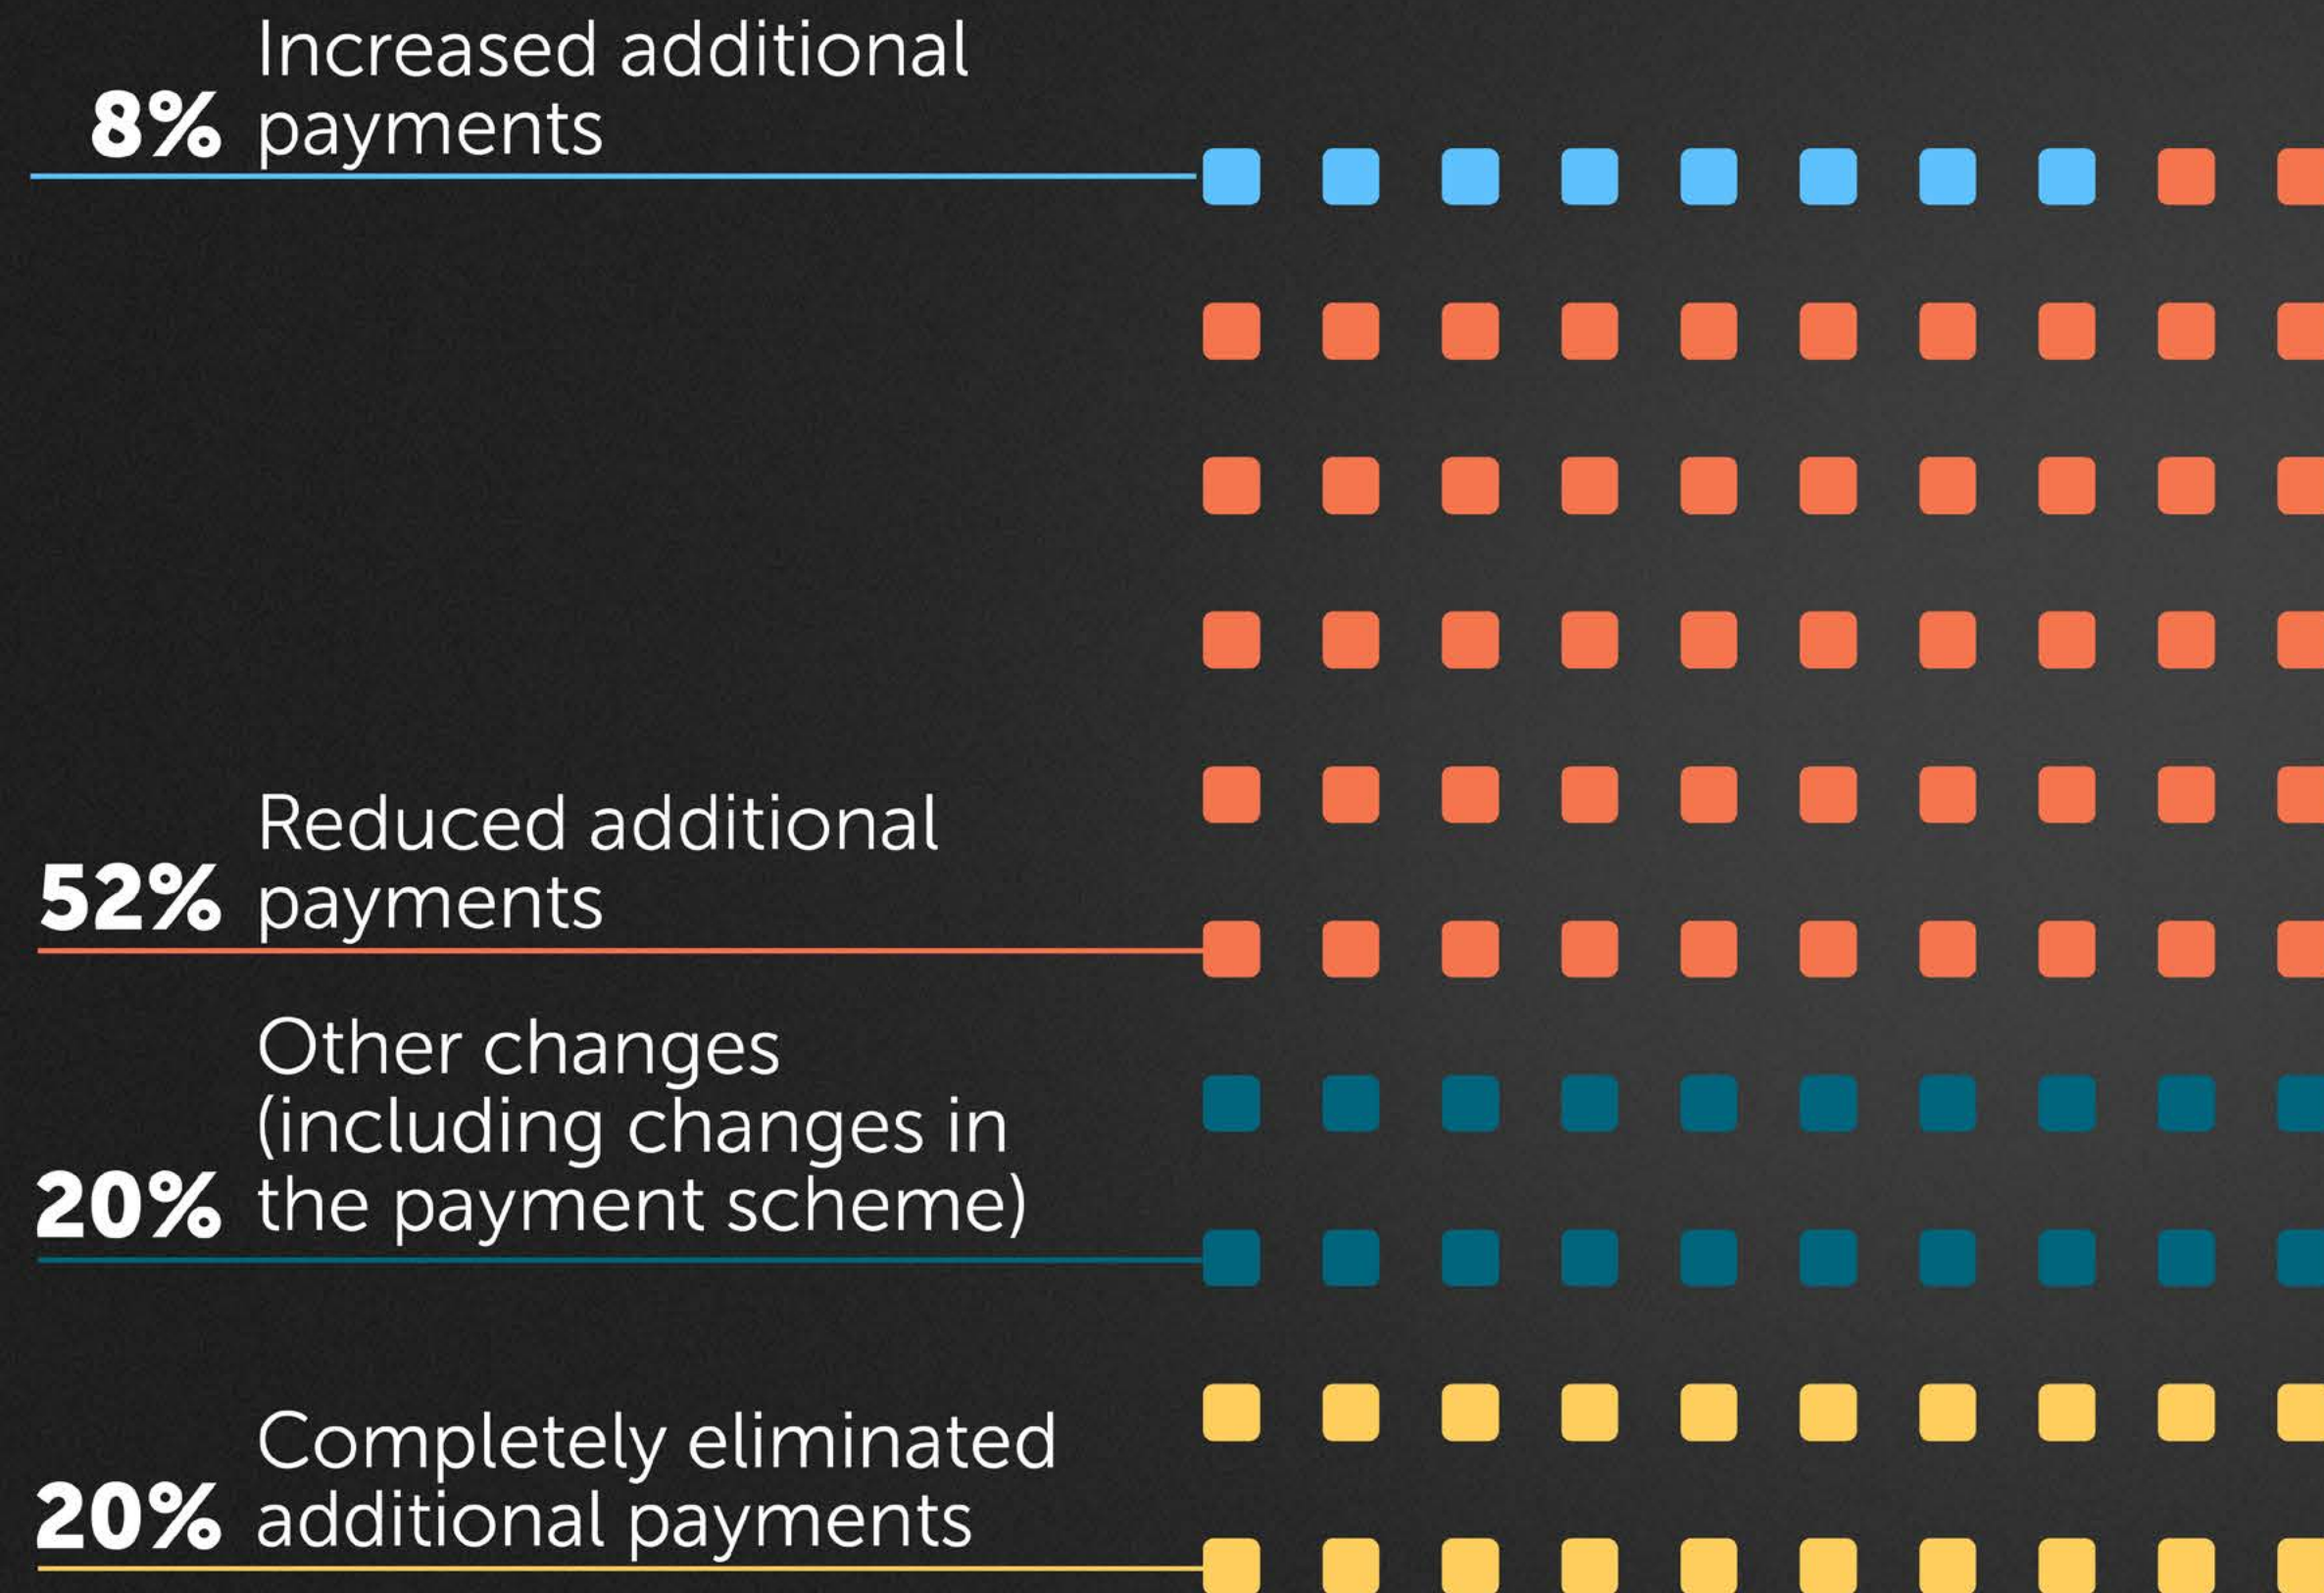 Increased additional
8% payments
Reduced additional
52% payments
Other changes
(including changes in
20% the payment scheme)
Completely eliminated
20% additional payments